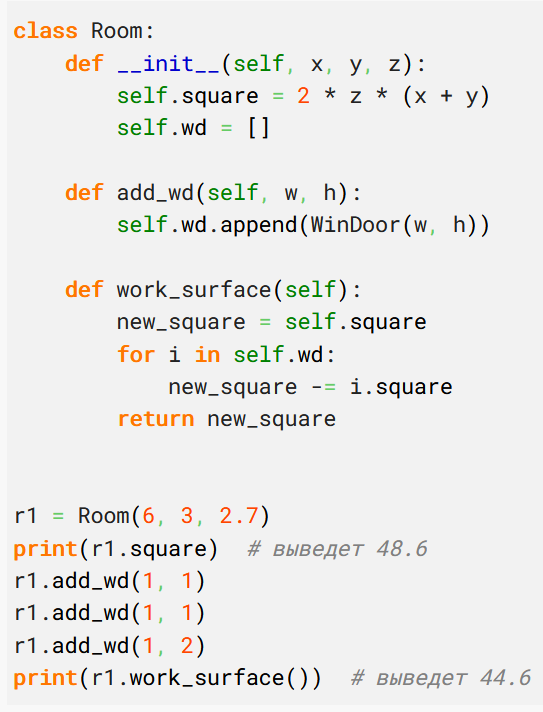 class Room:
    def __init__(self, x, y, z):
        self.square = 2 * z * (x + y)
        self.wd = []
    def add_wd(self, w, h):
        self.wd.append(WinDoor(w, h))
    def work_surface(self):
        new_square = self.square
        for i in self.wd:
            new_square -= i.square
        return new_square
r1 = Room(6, 3, 2.7)
print(r1.square)  # выведет 48.6
r1.add_wd(1, 1)
r1.add_wd(1, 1)
r1.add_wd(1, 2)
print(r1.work_surface())  # выведет 44.6